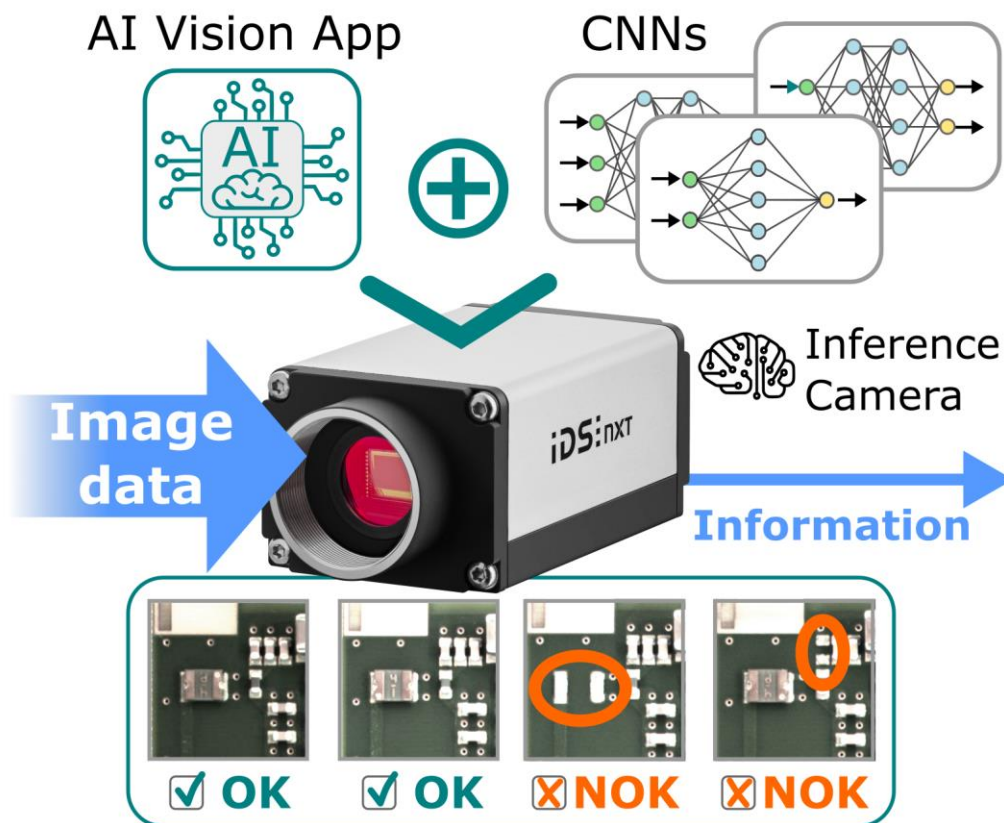 AI Vision App
CNNs
AI
Inference
Camera
Image
data
iDS:nxt
Information
OK
OK
NOK
NOK